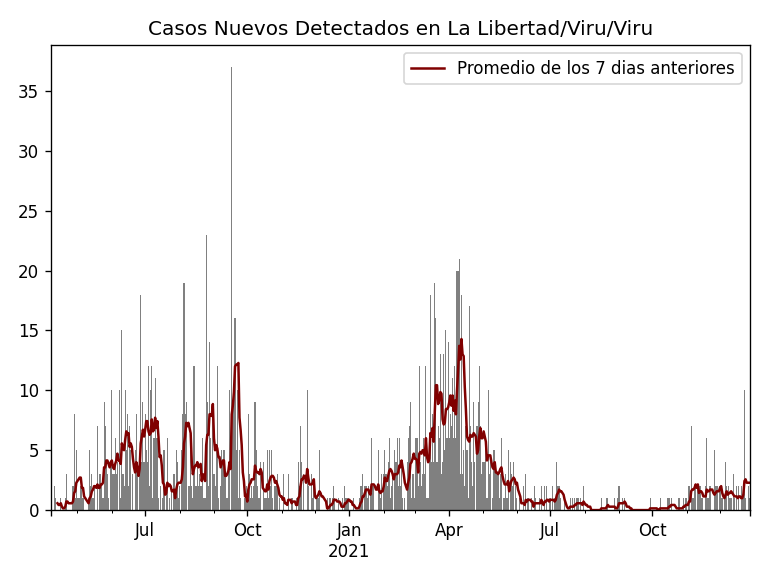 Casos Nuevos Detectados en La Libertad/Viru/Viru
Promedio de los 7 dias anteriores
35
30
25
20
15
10
5
0
Jul
Oct
Jan
2021
Apr
Jul
Oct